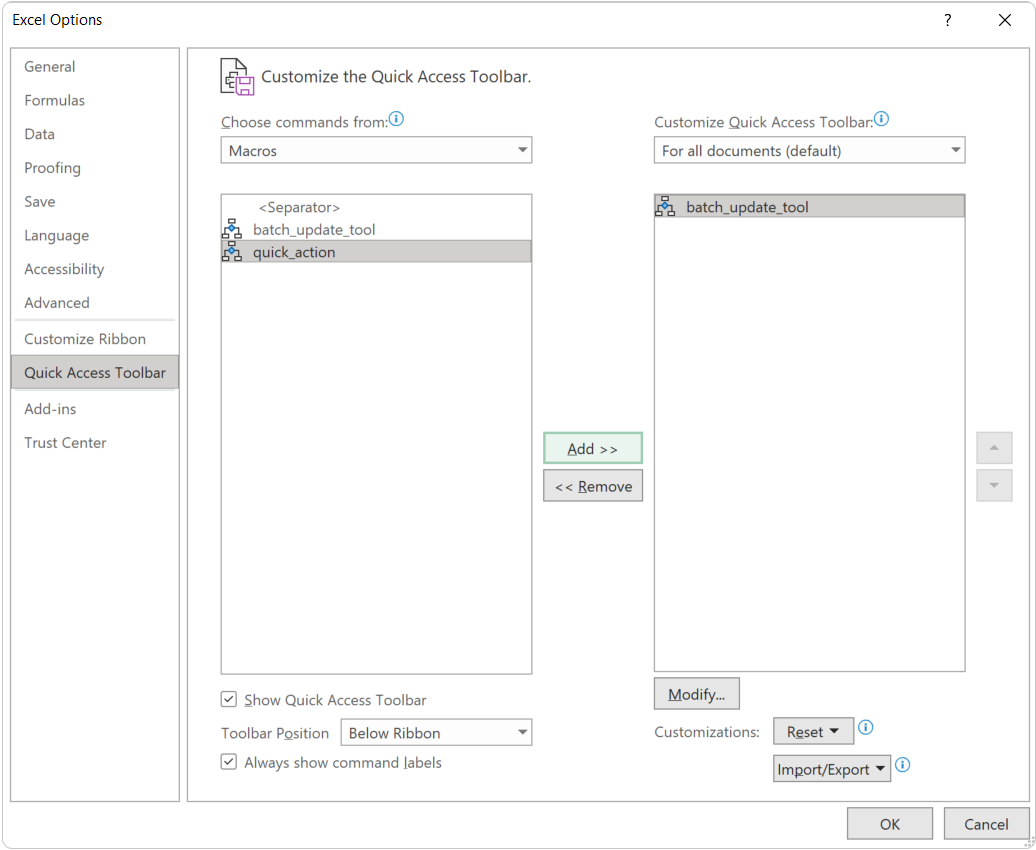 Excel Options
?
General
Formulas
Data
Proofing
Save
Language
Accessibility
Advanced
Customize Ribbon
Quick Access Toolbar
Add-ins
Trust Center
Customize the Quick Access Toolbar.
Choose commands from:
Macros
<Separator>
batch_update_tool
quick_action
Add >>
<< Remove
Customize Quick Access Toolbar:
For all documents (default)
batch_update_tool
Show Quick Access Toolbar
Toolbar Position Below Ribbon
Always show command labels
Modify...
Customizations: Reset
Import/Export
OK Cancel